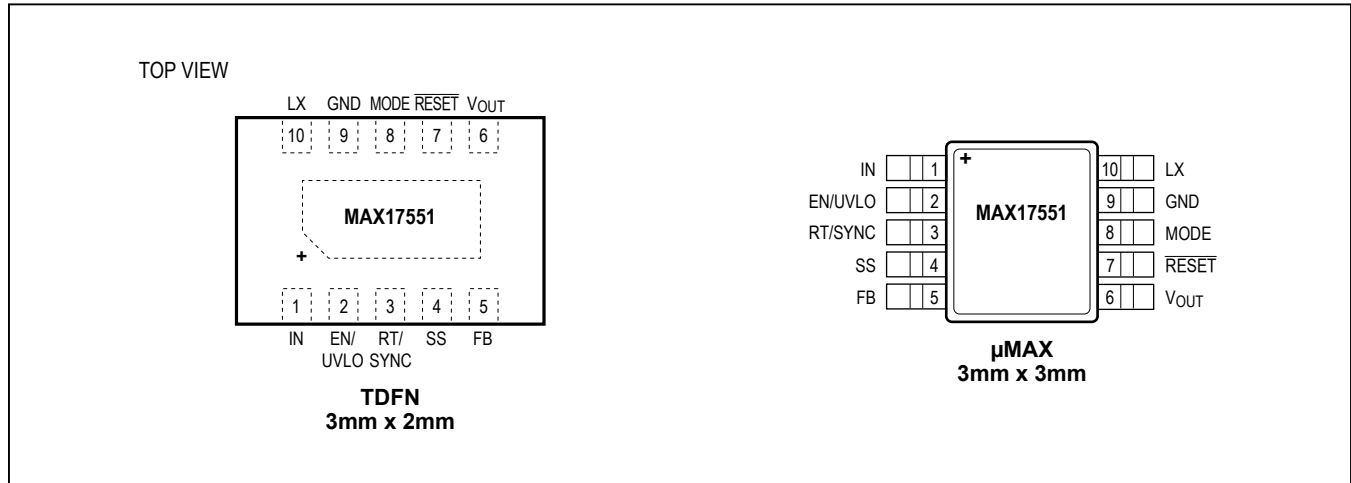 TOP VIEW
LX GND MODE RESET VOUT
10 9 8 7 6
MAX17551
+
1 2 3 4 5
IN EN/ RT/ SS FB
UVLO SYNC
TDFN
3mm x 2mm
+
IN 1 10 LX
EN/UVLO 2 MAX17551 9 GND
RT/SYNC 3 8 MODE
SS 4 7 RESET
FB 5 6 VOUT
µMAX
3mm x 3mm